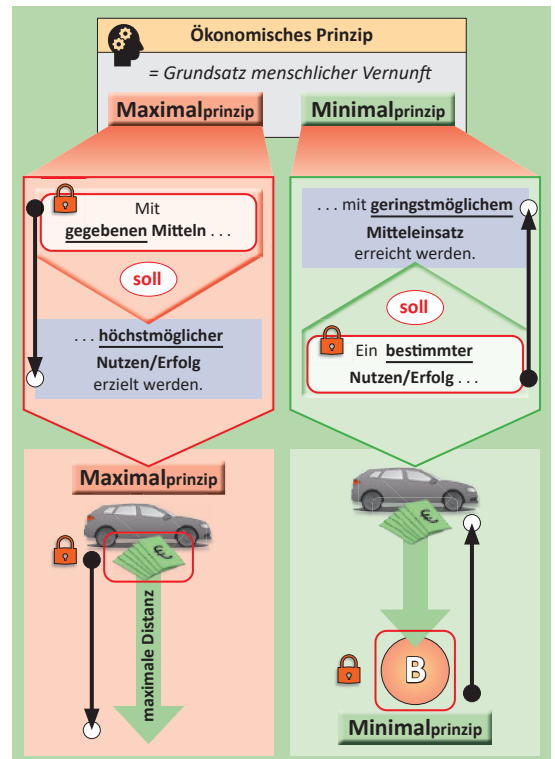 Ökonomisches Prinzip
= Grundsatz menschlicher Vernunft
Maximalprinzip
Minimalprinzip
Mit
gegebenen Mitteln . . .
soll
. . . höchstmöglicher
Nutzen/Erfolg
erzielt werden.
. . . mit geringstmöglichem
Mitteleinsatz
erreicht werden.
soll
Ein bestimmter
Nutzen/Erfolg . . .
Maximalprinzip
€
maximale Distanz
€
B
Minimalprinzip